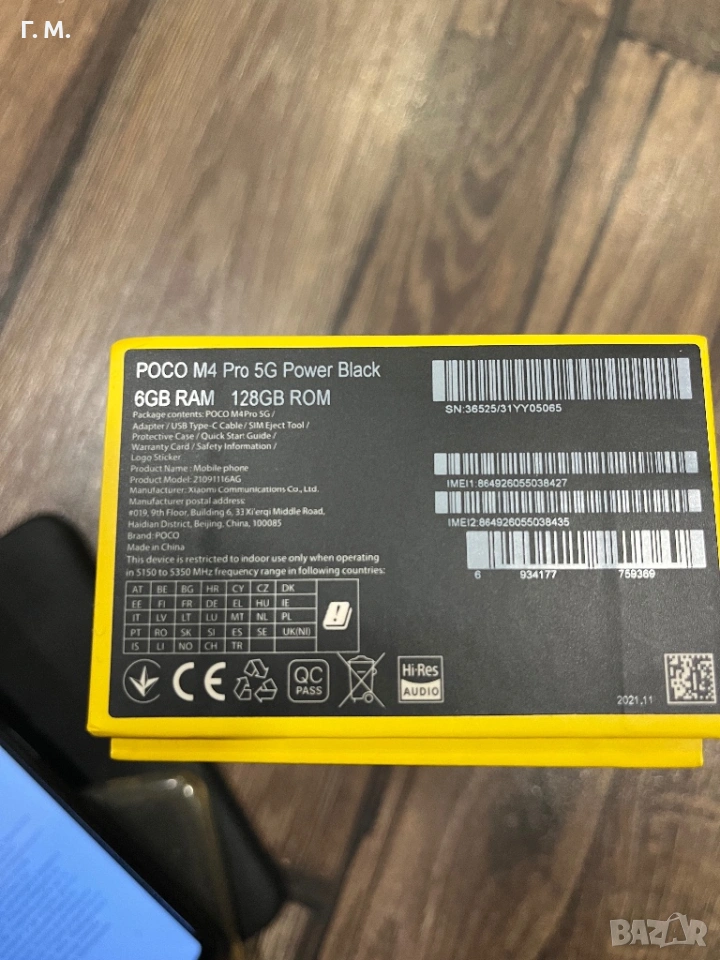 Г. М.
POCO M4 Pro 5G Power Black
6GB RAM 128GB ROM
Package contents: POCO M4 Pro 5G /
Adapter / USB Type-C Cable / SIM Eject Tool /
Protective Case / Quick Start Guide /
Warranty Card / Safety Information /
Logo Sticker
Product Name : Mobile phone
Product Model: 21091116AG
Manufacturer: Xiaomi Communications Co., Ltd.
Manufacturer postal address:
#019, 9th Floor, Building 6, 33 Xi'erqi Middle Road,
Haidian District, Beijing, China, 100085
Brand: POCO
Made in China
This device is restricted to indoor use only when operating
in 5150 to 5350 MHz frequency range in following countries:
AT BE BG HR CY CZ DK
EE FI FR DE EL HU IE
IT LV LT LU MT NL PL
PT RO SK SI ES SE UK(NI)
IS LI NO CH TR
CE
QC
PASS
Hi-Res
AUDIO
SN:36525/31YY05065
IMEI1:864926055038427
IMEI2:864926055038435
6 934177 759369
2021.11
BAZAR